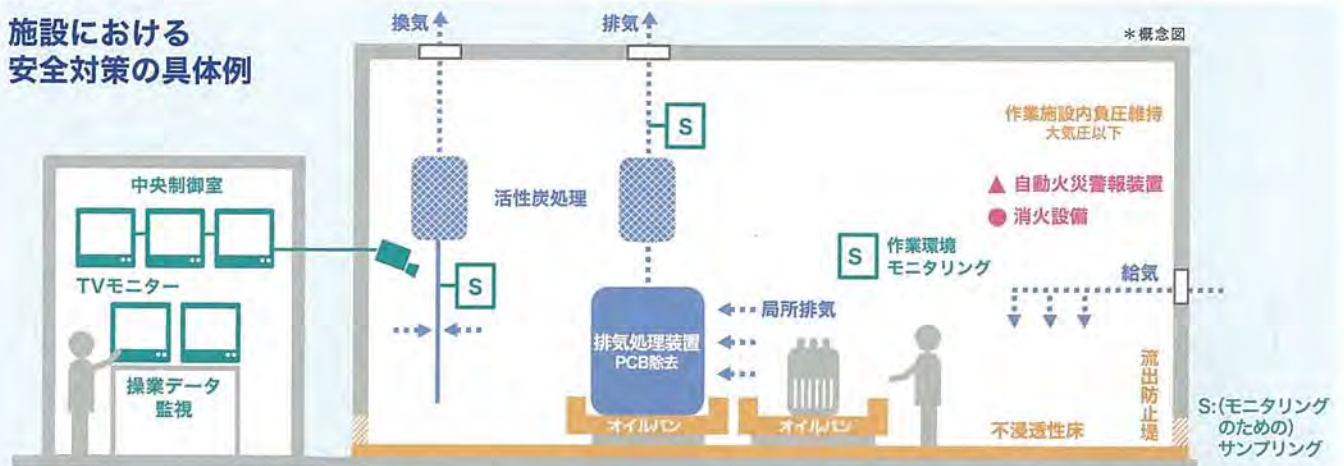 施設における
安全対策の具体例
換気
排気
＊概念図
作業施設内負圧維持
大気圧以下
中央制御室
S
活性炭処理
▲ 自動火災警報装置
● 消火設備
S
作業環境
モニタリング
TVモニター
S
給気
局所排気
排気処理装置
PCB除去
操業データ
監視
オイルパン
オイルパン
不浸透性床
流出防止堤
S:(モニタリング
のための)
サンプリング